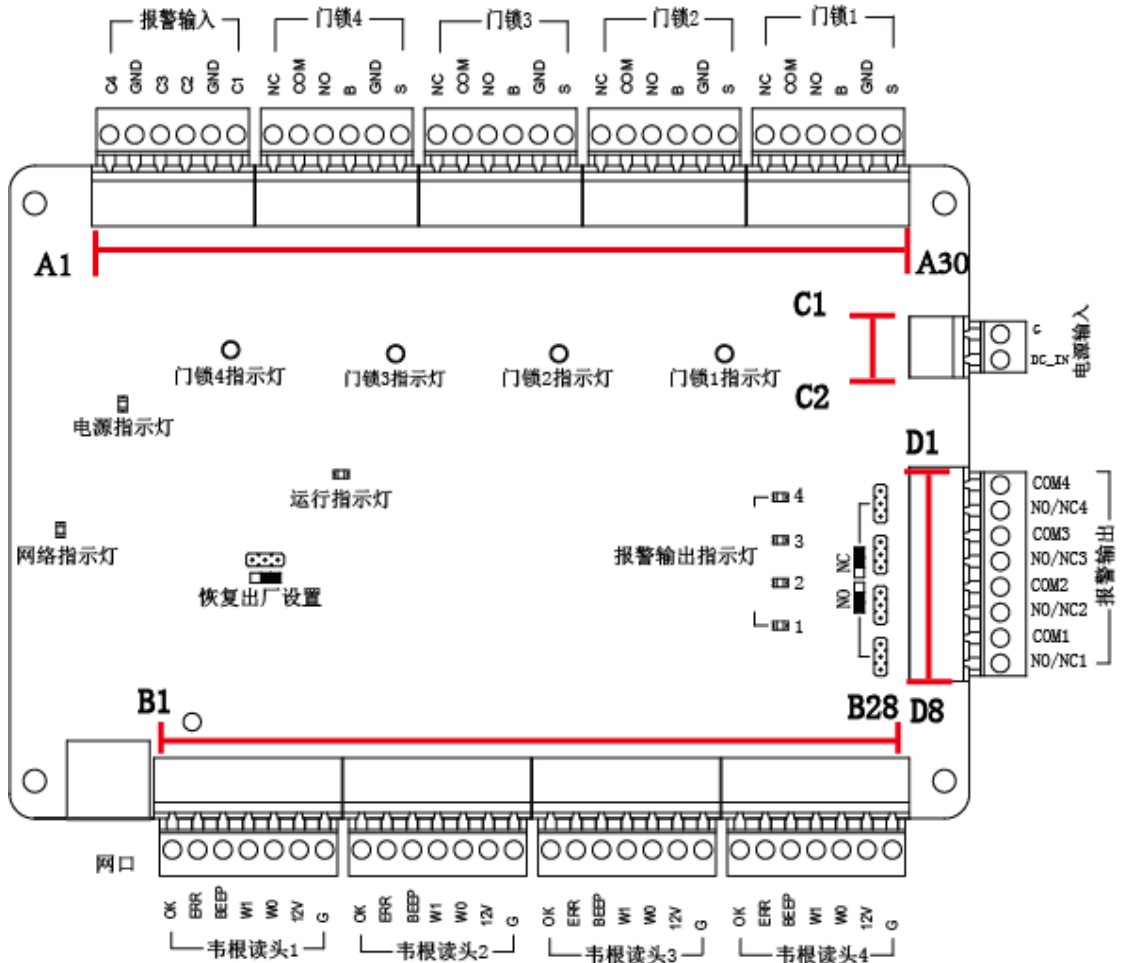 报警输入 门锁4 门锁3 门锁2 门锁1
C4 GND C3 C2 GND C1 NC COM NO B GND S NC COM NO B GND S NC COM NO B GND S NC COM NO B GND S
A1 A30
C1
G
DC_IN
电源输入
C2
门锁4指示灯 门锁3指示灯 门锁2指示灯 门锁1指示灯
电源指示灯
D1
运行指示灯
网络指示灯
恢复出厂设置
报警输出指示灯
4
3
2
1
NC
NO
COM4
NO/NC4
COM3
NO/NC3
COM2
NO/NC2
COM1
NO/NC1
报警输出
B1 B28 D8
网口
OK ERR BEEP W1 W0 12V G OK ERR BEEP W1 W0 12V G OK ERR BEEP W1 W0 12V G OK ERR BEEP W1 W0 12V G
韦根读头1 韦根读头2 韦根读头3 韦根读头4